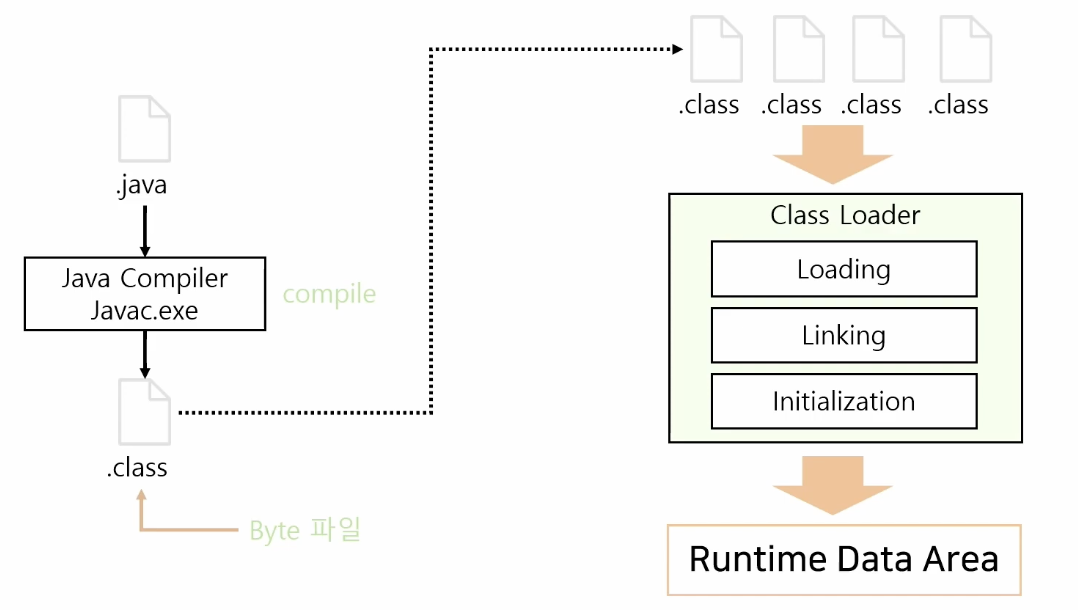 .java
Java Compiler
Javac.exe
compile
.class
Byte 파일
.class .class .class .class
Class Loader
Loading
Linking
Initialization
Runtime Data Area